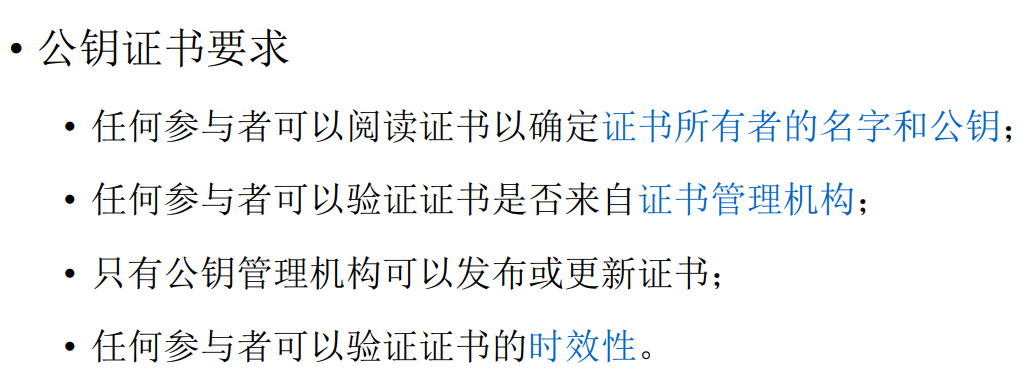 • 公钥证书要求
• 任何参与者可以阅读证书以确定证书所有者的名字和公钥；
• 任何参与者可以验证证书是否来自证书管理机构；
• 只有公钥管理机构可以发布或更新证书；
• 任何参与者可以验证证书的时效性。